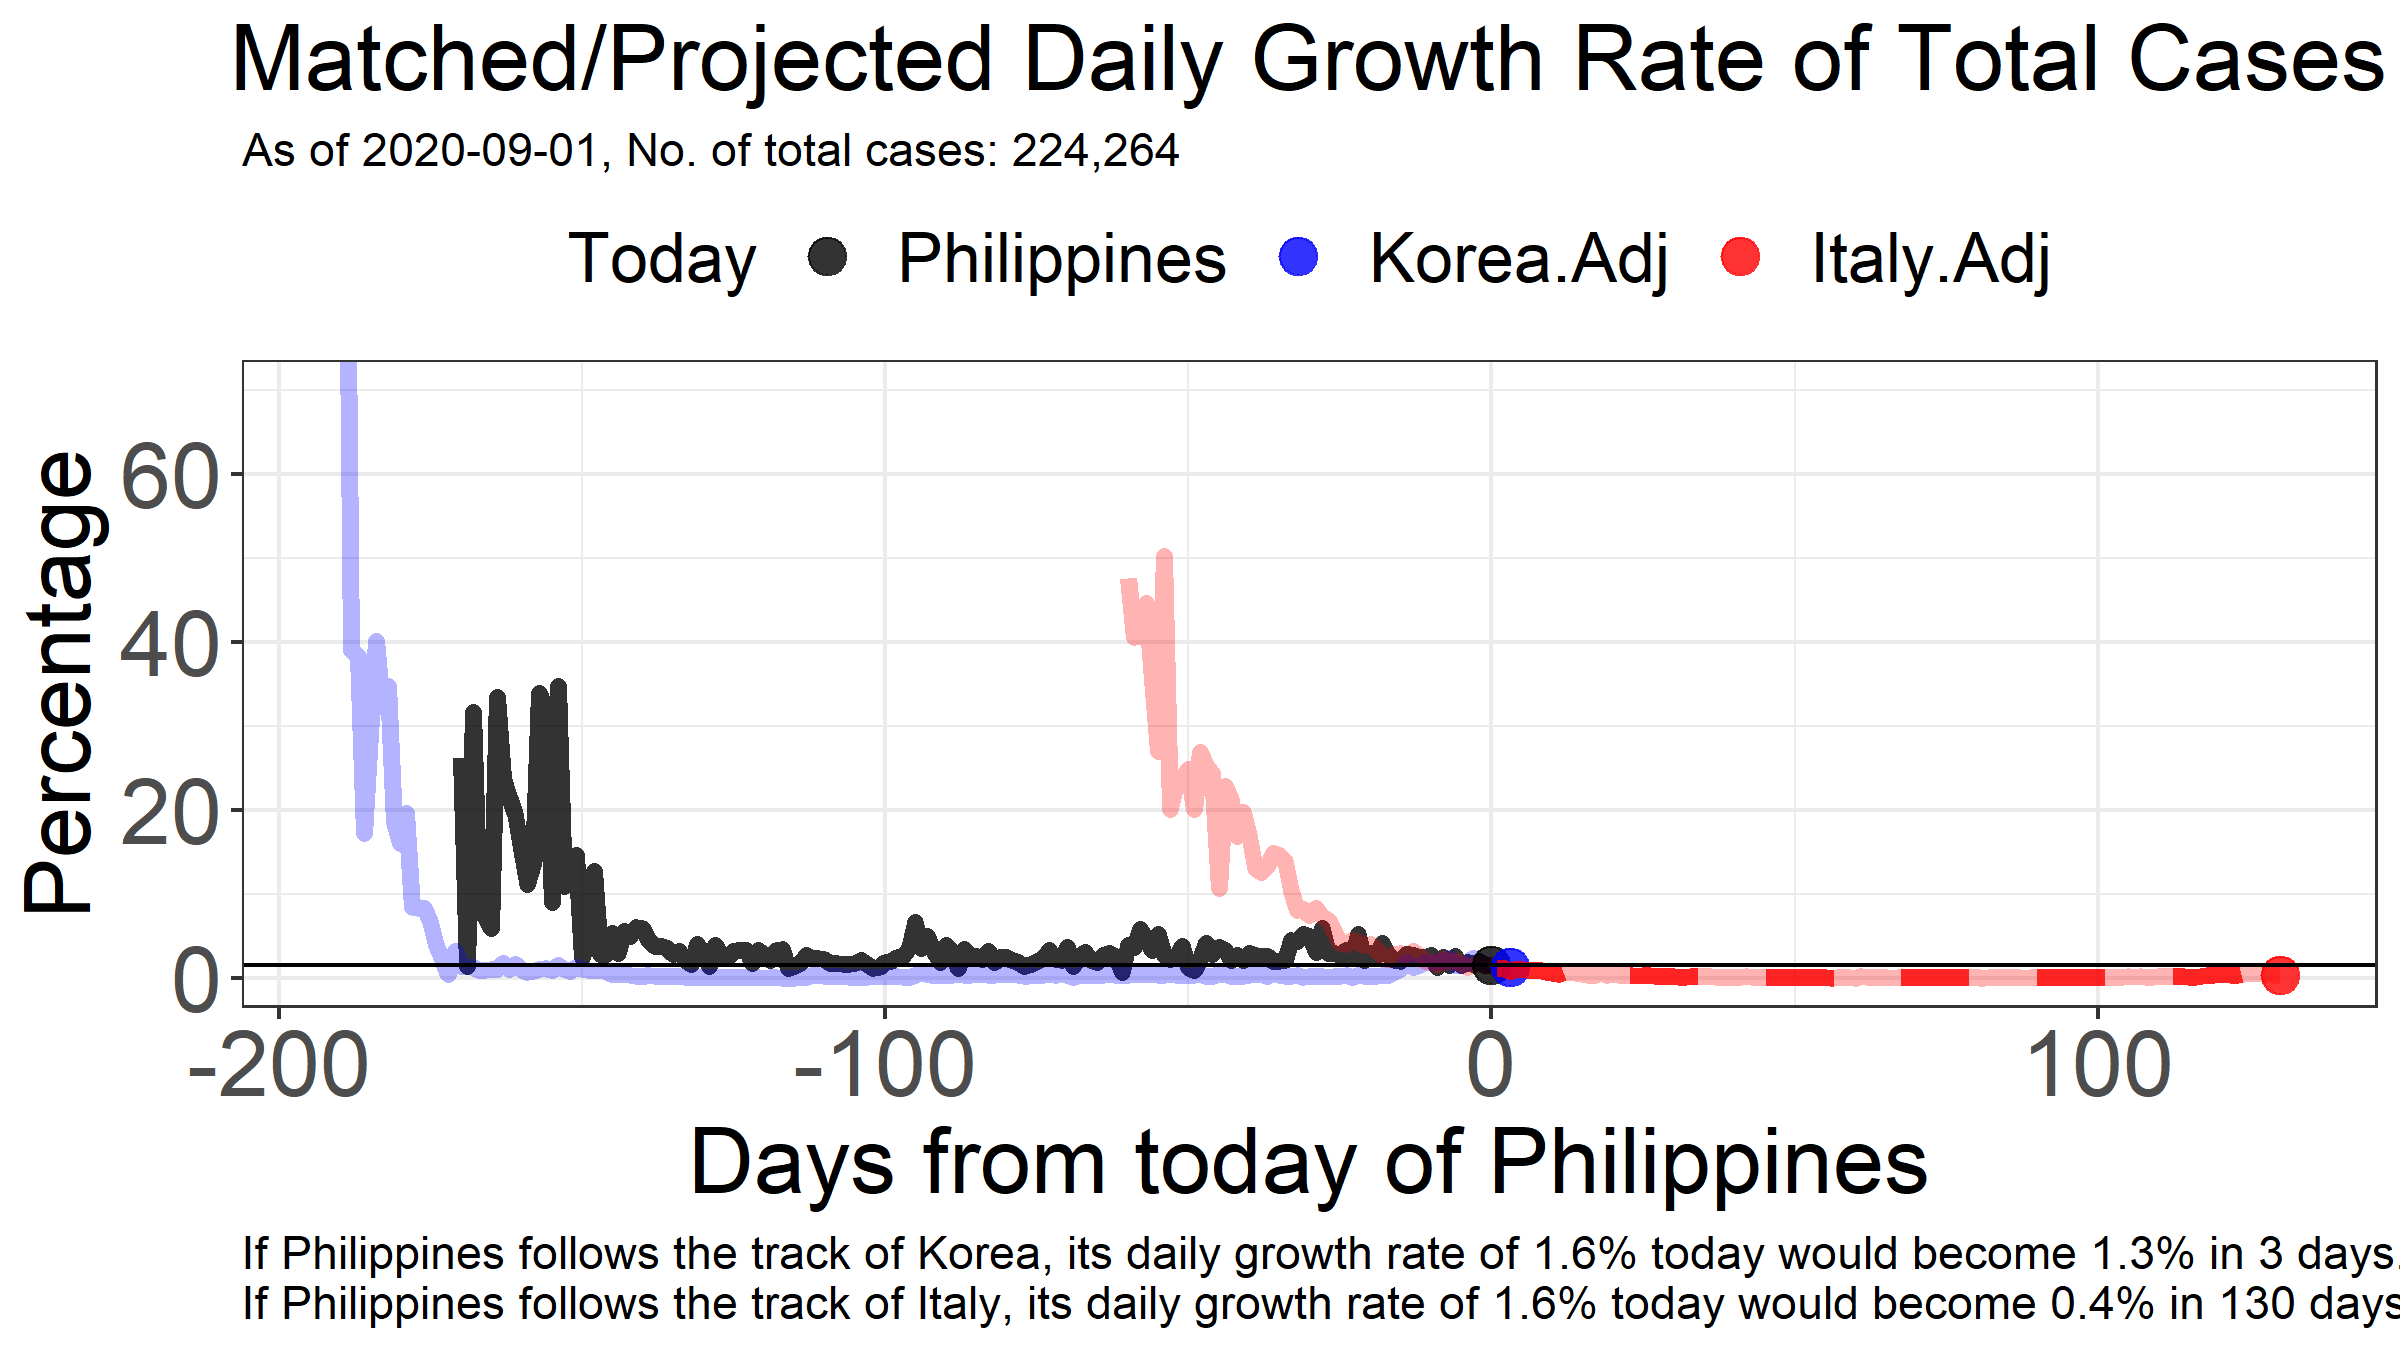 Matched/Projected Daily Growth Rate of Total Cases
As of 2020-09-01, No. of total cases: 224,264
Today Philippines Korea.Adj Italy.Adj
Percentage
60
40
20
0
-200 -100 0 100
Days from today of Philippines
If Philippines follows the track of Korea, its daily growth rate of 1.6% today would become 1.3% in 3 days.
If Philippines follows the track of Italy, its daily growth rate of 1.6% today would become 0.4% in 130 days